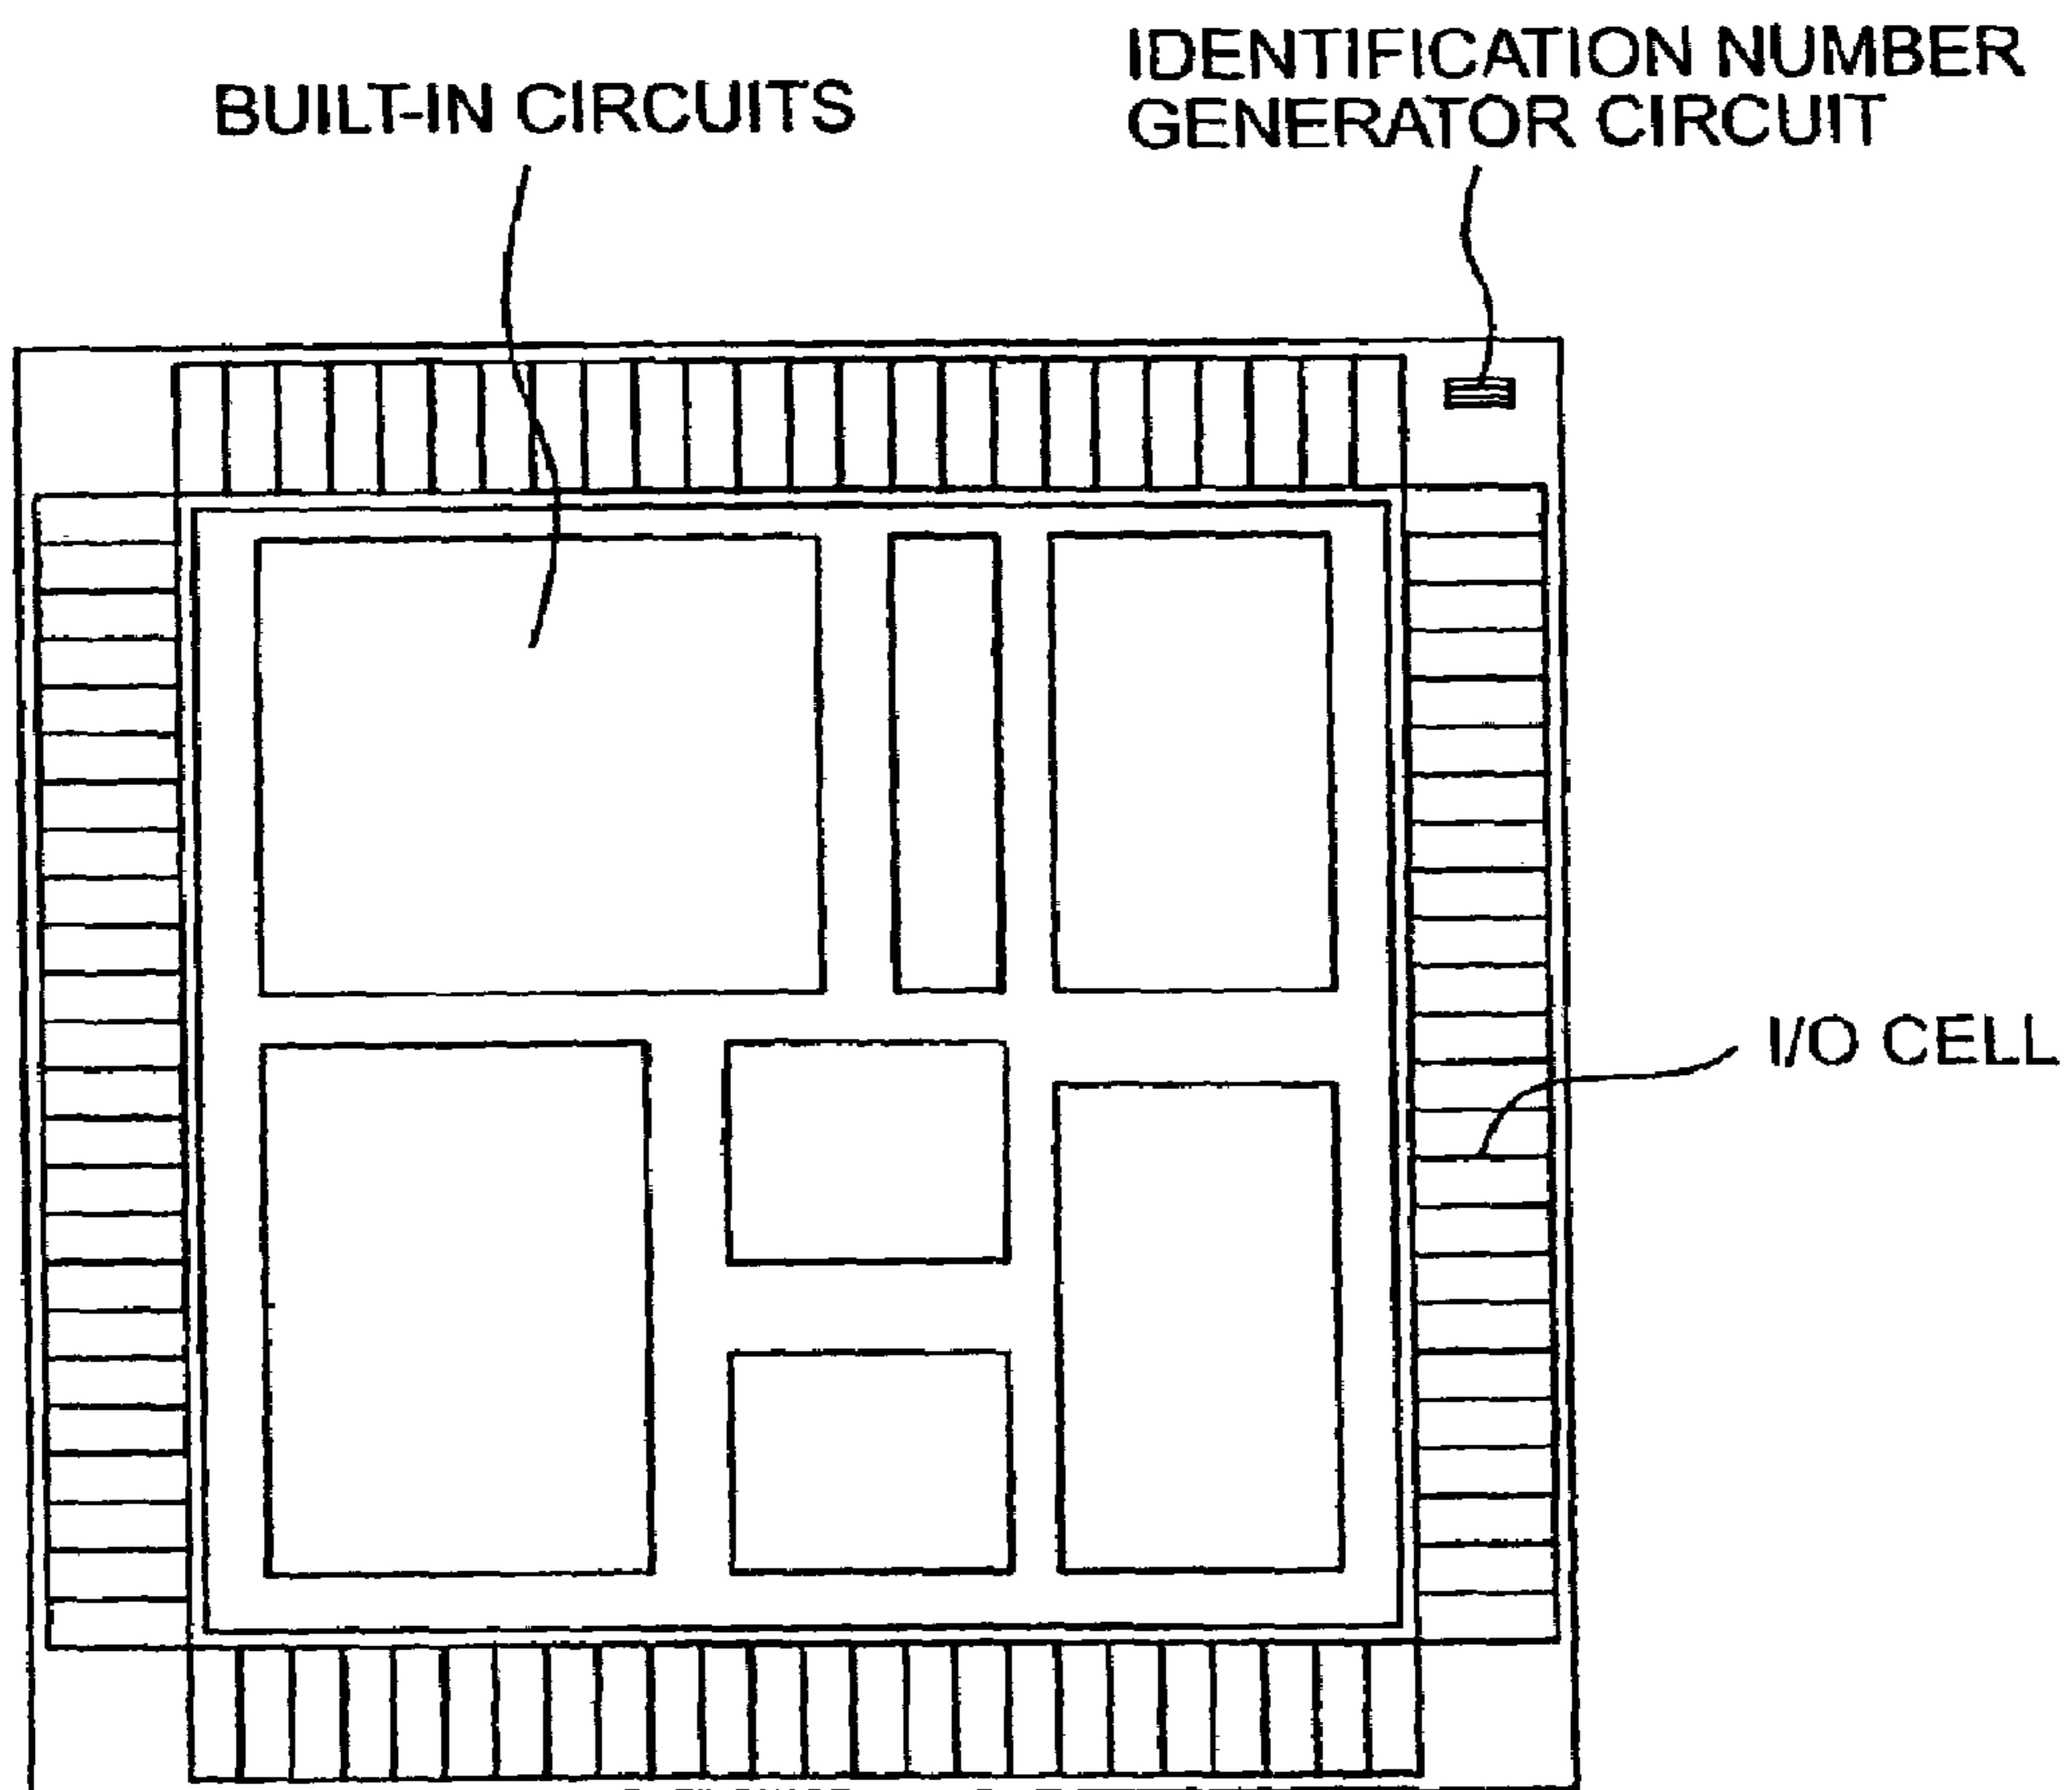 BUILT-IN CIRCUITS
IDENTIFICATION NUMBER
GENERATOR CIRCUIT
I/O CELL